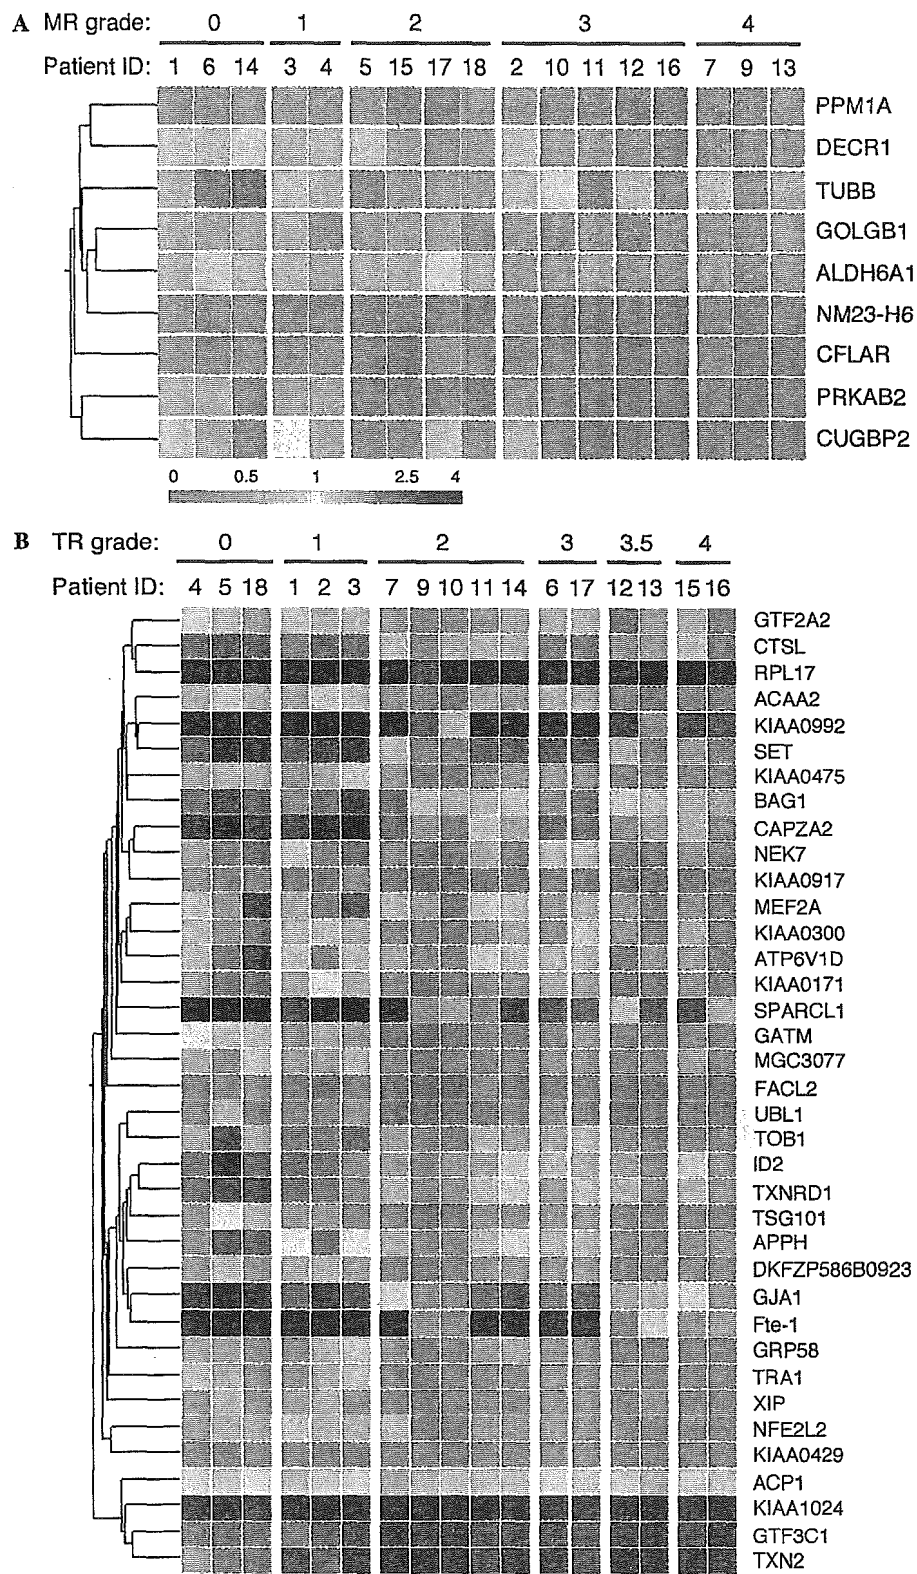 A MR grade: 0 1 2 3 4
Patient ID: 1 6 14 3 4 5 15 17 18 2 10 11 12 16 7 9 13
PPM1A
DECR1
TUBB
GOLGB1
ALDH6A1
NM23-H6
CFLAR
PRKAB2
CUGBP2
0 0.5 1 2.5 4
B TR grade: 0 1 2 3 3.5 4
Patient ID: 4 5 18 1 2 3 7 9 10 11 14 6 17 12 13 15 16
GTF2A2
CTSL
RPL17
ACAA2
KIAA0992
SET
KIAA0475
BAG1
CAPZA2
NEK7
KIAA0917
MEF2A
KIAA0300
ATP6V1D
KIAA0171
SPARCL1
GATM
MGC3077
FACL2
UBL1
TOB1
ID2
TXNRD1
TSG101
APPH
DKFZP586B0923
GJA1
Fte-1
GRP58
TRA1
XIP
NFE2L2
KIAA0429
ACP1
KIAA1024
GTF3C1
TXN2